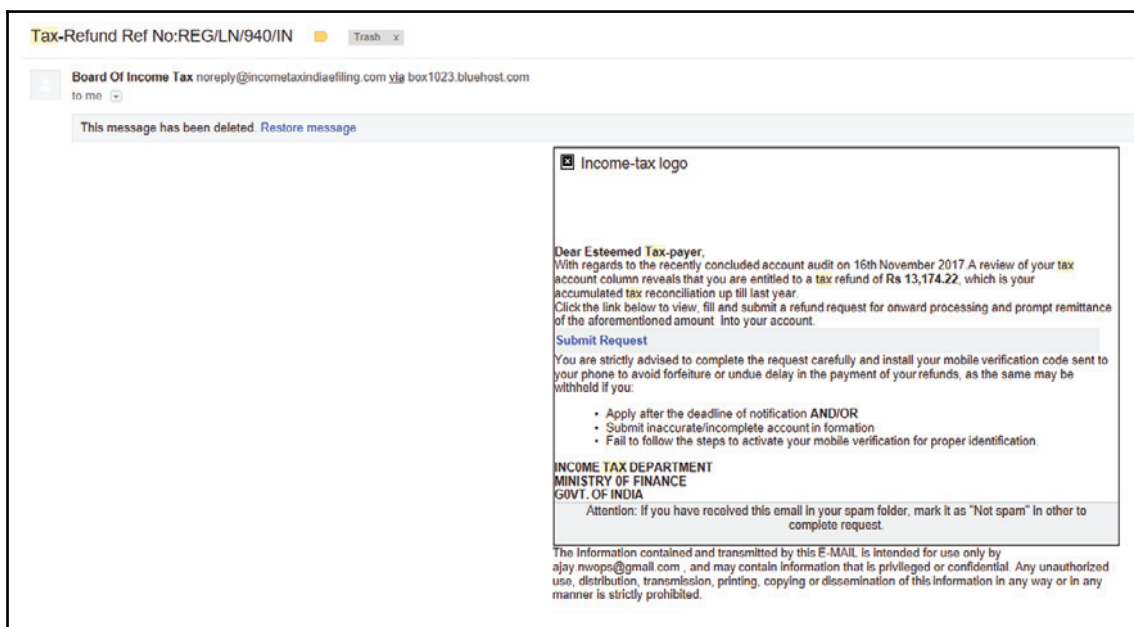 Tax-Refund Ref No:REG/LN/940/IN Trash x
Board Of Income Tax noreply@incometaxindiaefiling.com via box1023.bluehost.com
to me
This message has been deleted. Restore message
Income-tax logo
Dear Esteemed Tax-payer,
With regards to the recently concluded account audit on 16th November 2017.A review of your tax
account column reveals that you are entitled to a tax refund of Rs 13,174.22, which is your
accumulated tax reconciliation up till last year.
Click the link below to view, fill and submit a refund request for onward processing and prompt remittance
of the aforementioned amount Into your account.
Submit Request
You are strictly advised to complete the request carefully and install your mobile verification code sent to
your phone to avoid forfeiture or undue delay in the payment of your refunds, as the same may be
withheld if you:
• Apply after the deadline of notification AND/OR
• Submit inaccurate/incomplete account in formation
• Fail to follow the steps to activate your mobile verification for proper identification.
INC0ME TAX DEPARTMENT
MINISTRY 0F FINANCE
G0VT. OF INDIA
Attention: If you have received this email in your spam folder, mark it as "Not spam" in other to
complete request.
The Information contained and transmitted by this E-MAIL is intended for use only by
ajay.nwops@gmail.com , and may contain information that is privileged or confidential. Any unauthorized
use, distribution, transmission, printing, copying or dissemination of this information in any way or in any
manner is strictly prohibited.